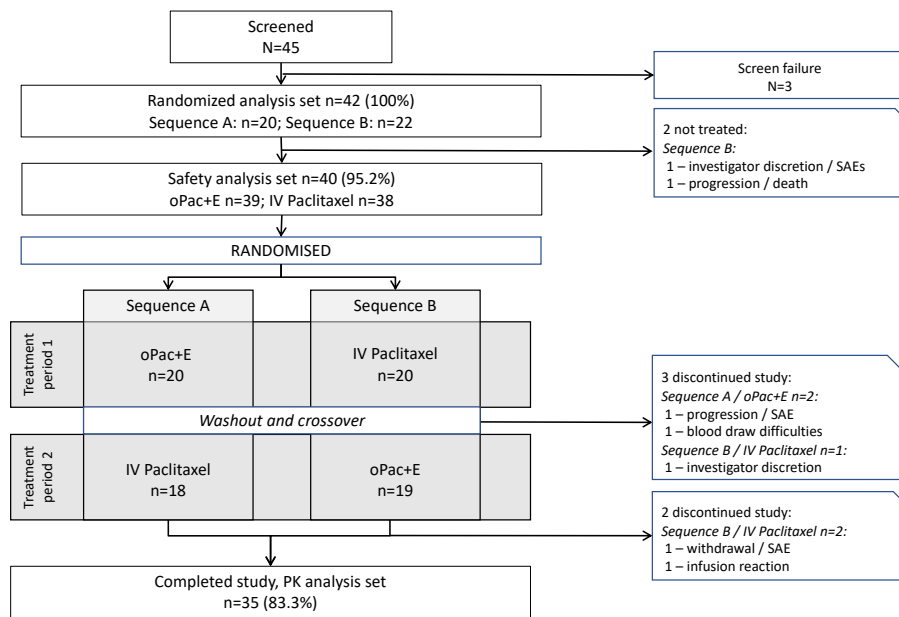 Screened
N=45
Screen failure
N=3
Randomized analysis set n=42 (100%)
Sequence A: n=20; Sequence B: n=22
2 not treated:
Sequence B:
1 – investigator discretion / SAEs
1 – progression / death
Safety analysis set n=40 (95.2%)
oPac+E n=39; IV Paclitaxel n=38
RANDOMISED
Sequence A
Sequence B
Treatment
period 1
oPac+E
n=20
IV Paclitaxel
n=20
Washout and crossover
3 discontinued study:
Sequence A / oPac+E n=2:
1 – progression / SAE
1 – blood draw difficulties
Sequence B / IV Paclitaxel n=1:
1 – investigator discretion
Treatment
period 2
IV Paclitaxel
n=18
oPac+E
n=19
2 discontinued study:
Sequence B / IV Paclitaxel n=2:
1 – withdrawal / SAE
1 – infusion reaction
Completed study, PK analysis set
n=35 (83.3%)